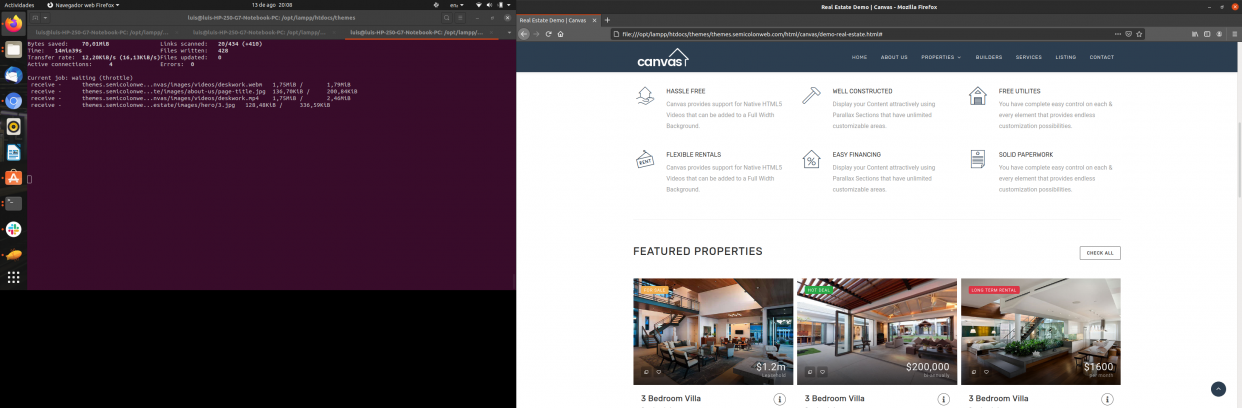 Actividades
Navegador web Firefox
13 de ago 20:08
enu
luis@luis-HP-250-G7-Notebook-PC: /opt/lampp/htdocs/themes
luis@luis-HP-250-G7-Notebook-PC: /opt/lampp/...
luis@luis-HP-250-G7-Notebook-PC: /opt/lampp/...
luis@luis-HP-250-G7-Notebook-PC: /opt/lampp/...
Bytes saved: 70,01MiB Links scanned: 20/434 (+410)
Time: 14min39s Files written: 428
Transfer rate: 12,20KiB/s (16,13KiB/s)Files updated: 0
Active connections: 4 Errors: 0
Current job: waiting (throttle)
receive - themes.semicolonwe...nvas/images/videos/deskwork.webm 1,75MiB / 1,79MiB
receive - themes.semicolonwe...te/images/about-us/page-title.jpg 134,70KiB / 200,84KiB
receive - themes.semicolonwe...nvas/images/videos/deskwork.mp4 1,75MiB / 2,46MiB
receive - themes.semicolonwe...estate/images/hero/3.jpg 128,48KiB / 336,59KiB
Real Estate Demo | Canvas - Mozilla Firefox
Real Estate Demo | Canvas
file:///opt/lampp/htdocs/themes/themes.semicolonweb.com/html/canvas/demo-real-estate.html#
canvas
HOME ABOUT US PROPERTIES BUILDERS SERVICES LISTING CONTACT
HASSLE FREE
Canvas provides support for Native HTML5
Videos that can be added to a Full Width
Background.
WELL CONSTRUCTED
Display your Content attractively using
Parallax Sections that have unlimited
customizable areas.
FREE UTILITES
You have complete easy control on each &
every element that provides endless
customization possibilities.
RENT
FLEXIBLE RENTALS
Canvas provides support for Native HTML5
Videos that can be added to a Full Width
Background.
%
EASY FINANCING
Display your Content attractively using
Parallax Sections that have unlimited
customizable areas.
SOLID PAPERWORK
You have complete easy control on each &
every element that provides endless
customization possibilities.
FEATURED PROPERTIES
CHECK ALL
FOR SALE
$1.2m
Leasehold
3 Bedroom Villa
HOT DEAL
$200,000
3 Bedroom Villa
LONG TERM RENTAL
$1600
per month
3 Bedroom Villa